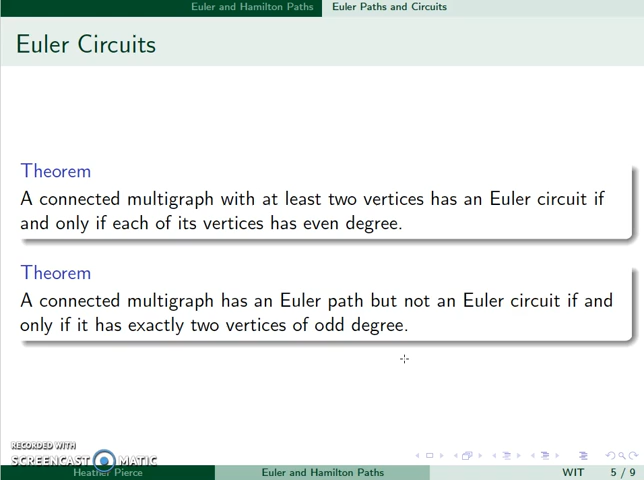 Euler and Hamilton Paths Euler Paths and Circuits
Euler Circuits
Theorem
A connected multigraph with at least two vertices has an Euler circuit if
and only if each of its vertices has even degree.
Theorem
A connected multigraph has an Euler path but not an Euler circuit if and
only if it has exactly two vertices of odd degree.
RECORDED WITH
SCREENCAST MATIC
Heather Pierce Euler and Hamilton Paths WIT 5 / 9